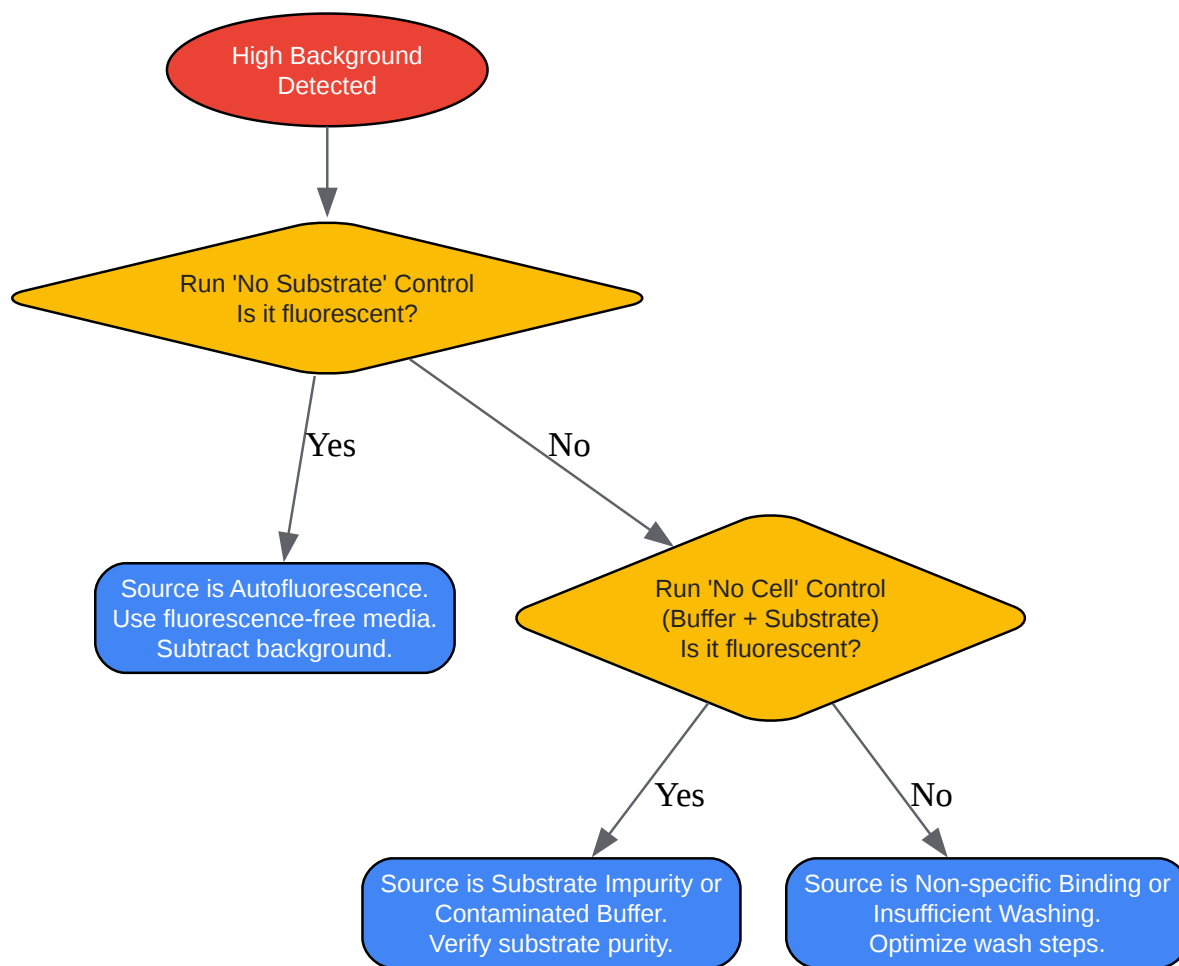 High Background
Detected
Run 'No Substrate' Control
Is it fluorescent?
Yes
No
Source is Autofluorescence.
Use fluorescence-free media.
Subtract background.
Run 'No Cell' Control
(Buffer + Substrate)
Is it fluorescent?
Yes
No
Source is Substrate Impurity or
Contaminated Buffer.
Verify substrate purity.
Source is Non-specific Binding or
Insufficient Washing.
Optimize wash steps.